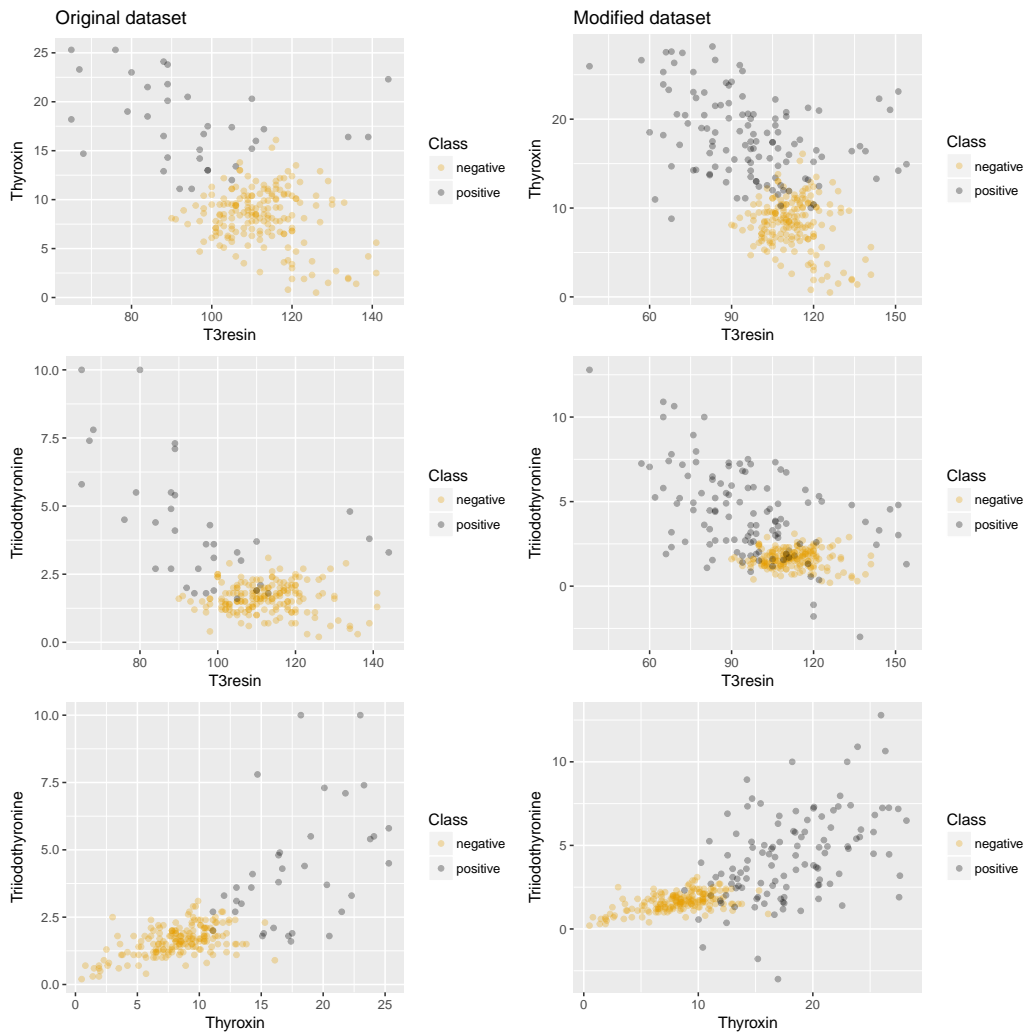 Original dataset
Modified dataset
25
20
15
10
5
0
Thyroxin
80
100
120
140
T3resin
Class
negative
positive
20
10
0
Thyroxin
60
90
120
150
T3resin
Class
negative
positive
10.0
7.5
5.0
2.5
0.0
Triiodothyronine
80
100
120
140
T3resin
Class
negative
positive
10
5
0
Triiodothyronine
60
90
120
150
T3resin
Class
negative
positive
10.0
7.5
5.0
2.5
0.0
Triiodothyronine
0
5
10
15
20
25
Thyroxin
Class
negative
positive
10
5
0
Triiodothyronine
0
10
20
Thyroxin
Class
negative
positive